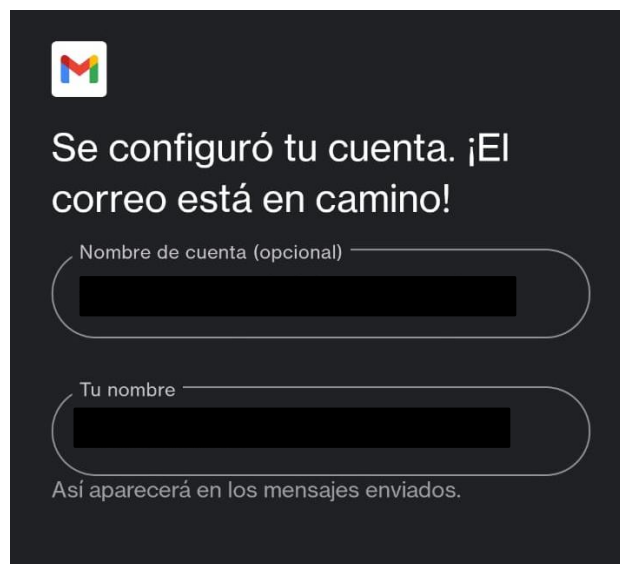 Se configuró tu cuenta. ¡El
correo está en camino!
Nombre de cuenta (opcional)
Tu nombre
Así aparecerá en los mensajes enviados.